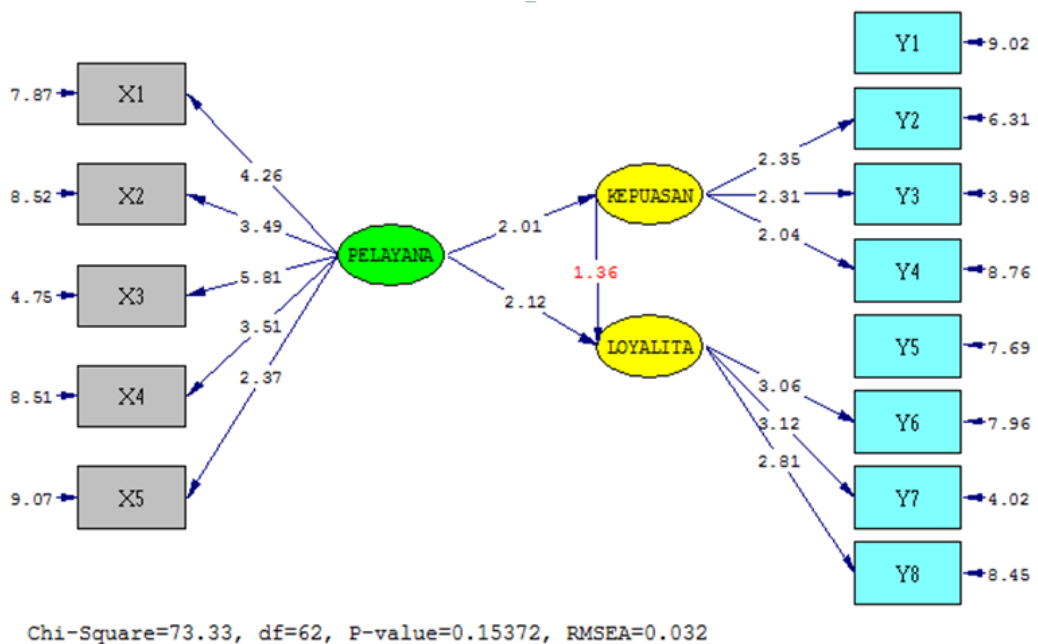 Y1
9.02
7.87
X1
Y2
6.31
2.35
4.26
8.52
X2
KEPUASAN
2.31
Y3
3.98
3.49
2.01
2.04
PELAYANA
4.75
X3
5.81
1.36
Y4
8.76
2.12
3.51
LOYALITA
Y5
7.69
2.37
8.51
X4
3.06
Y6
7.96
3.12
2.81
9.07
X5
Y7
4.02
Y8
8.45
Chi-Square=73.33, df=62, P-value=0.15372, RMSEA=0.032